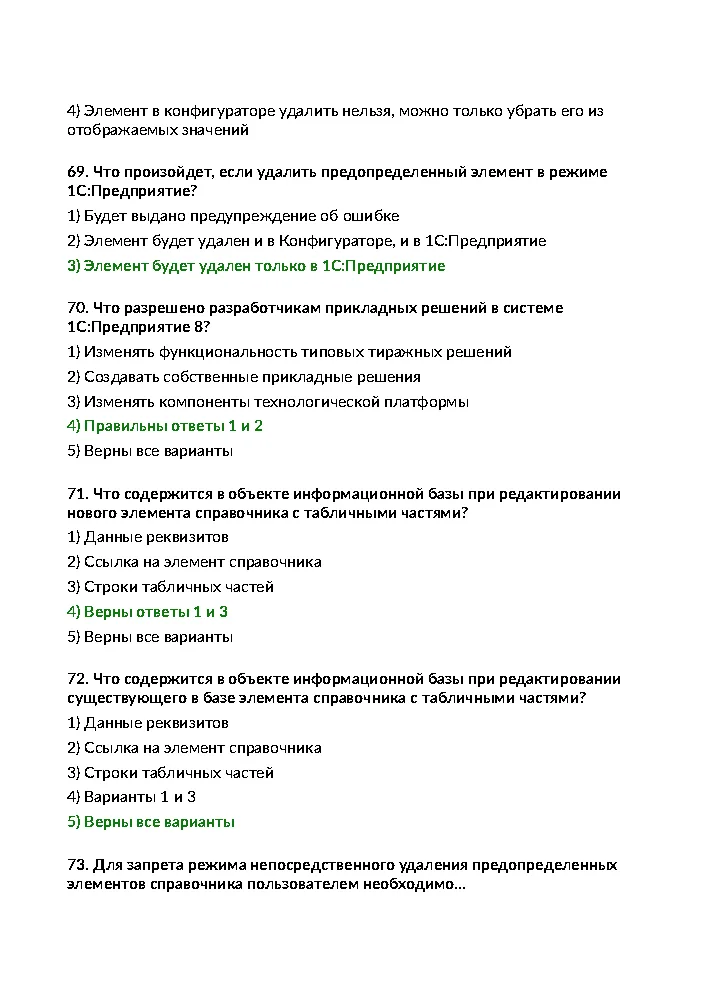 4) Элемент в конфигураторе удалить нельзя, можно только убрать его из
отображаемых значений
69. Что произойдет, если удалить предопределенный элемент в режиме
1С:Предприятие?
1) Будет выдано предупреждение об ошибке
2) Элемент будет удален и в Конфигураторе, и в 1С:Предприятие
3) Элемент будет удален только в 1С:Предприятие
70. Что разрешено разработчикам прикладных решений в системе
1С:Предприятие 8?
1) Изменять функциональность типовых тиражных решений
2) Создавать собственные прикладные решения
3) Изменять компоненты технологической платформы
4) Правильны ответы 1 и 2
5) Верны все варианты
71. Что содержится в объекте информационной базы при редактировании
нового элемента справочника с табличными частями?
1) Данные реквизитов
2) Ссылка на элемент справочника
3) Строки табличных частей
4) Верны ответы 1 и 3
5) Верны все варианты
72. Что содержится в объекте информационной базы при редактировании
существующего в базе элемента справочника с табличными частями?
1) Данные реквизитов
2) Ссылка на элемент справочника
3) Строки табличных частей
4) Варианты 1 и 3
5) Верны все варианты
73. Для запрета режима непосредственного удаления предопределенных
элементов справочника пользователем необходимо...